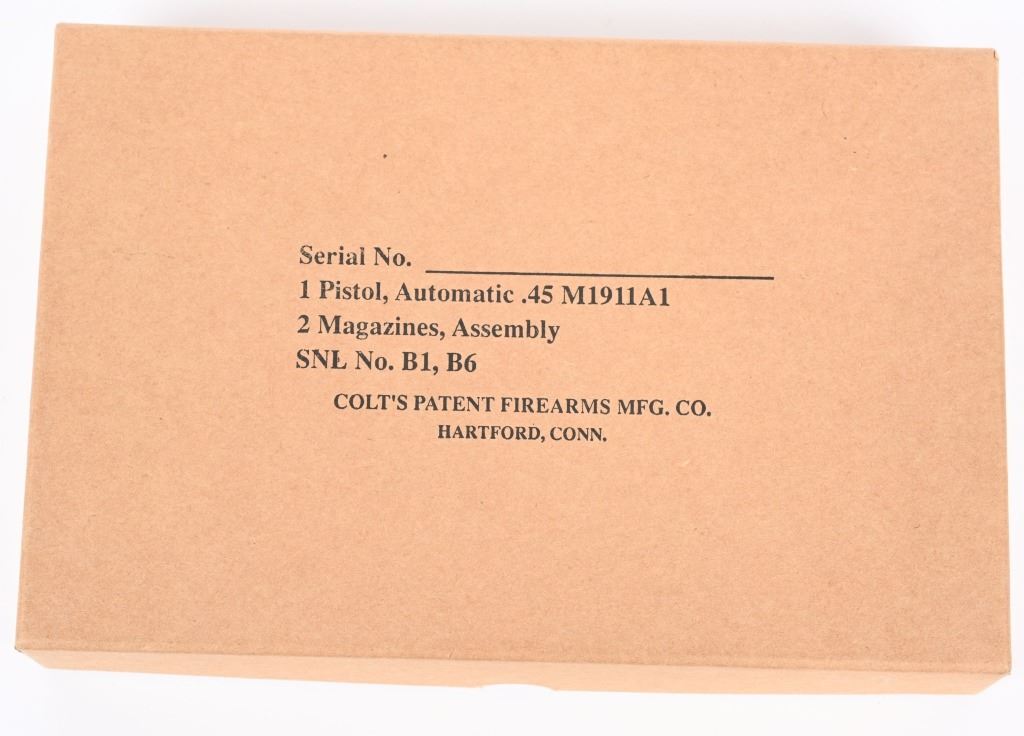 Serial No. ____________________
1 Pistol, Automatic .45 M1911A1
2 Magazines, Assembly
SNL No. B1, B6
COLT'S PATENT FIREARMS MFG. CO.
HARTFORD, CONN.